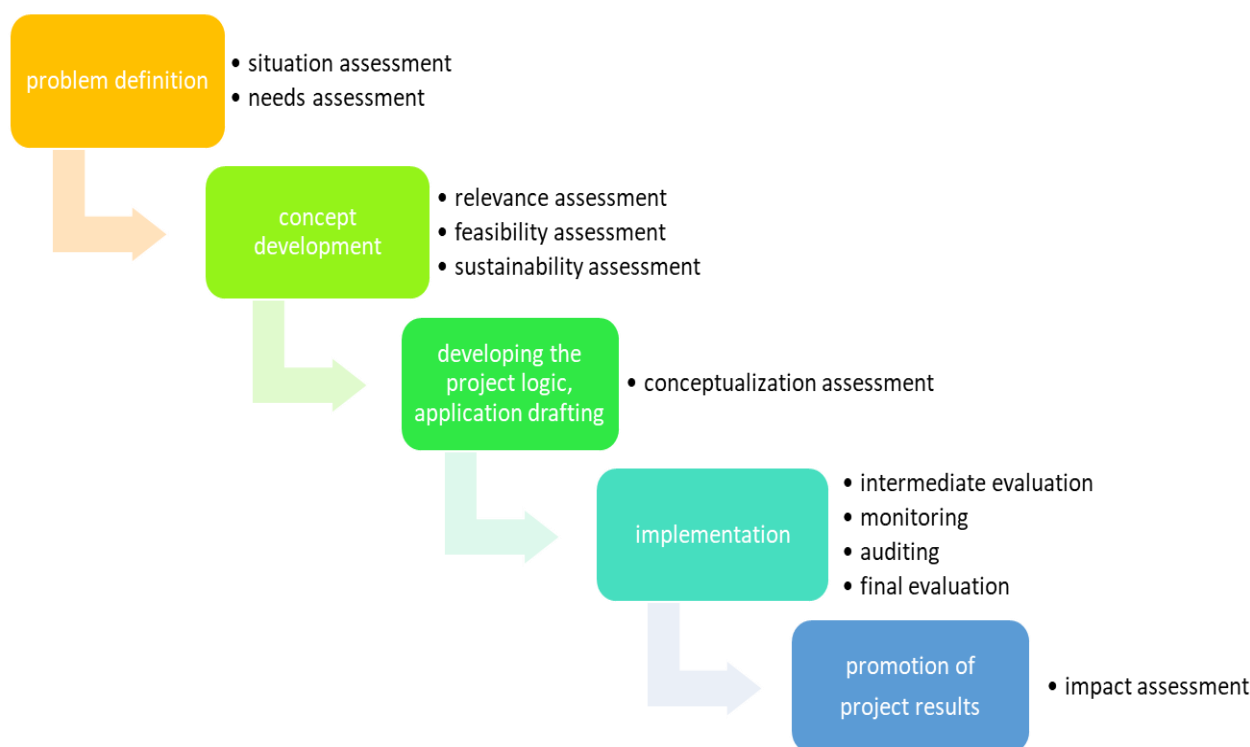 problem definition
• situation assessment
• needs assessment
concept
development
• relevance assessment
• feasibility assessment
• sustainability assessment
developing the
project logic,
application drafting
• conceptualization assessment
implementation
• intermediate evaluation
• monitoring
• auditing
• final evaluation
promotion of
project results
• impact assessment